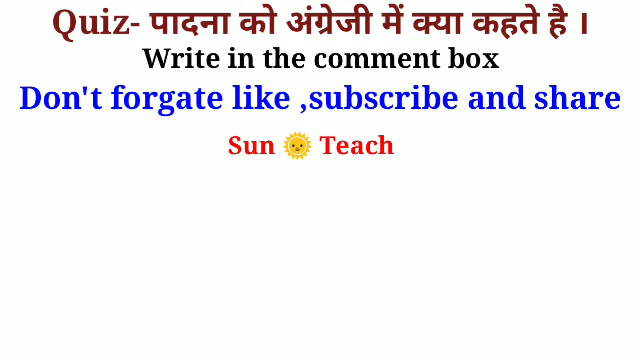 Quiz- पादना को अंग्रेजी में क्या कहते है ।
Write in the comment box
Don't forgate like ,subscribe and share
Sun 🌞 Teach